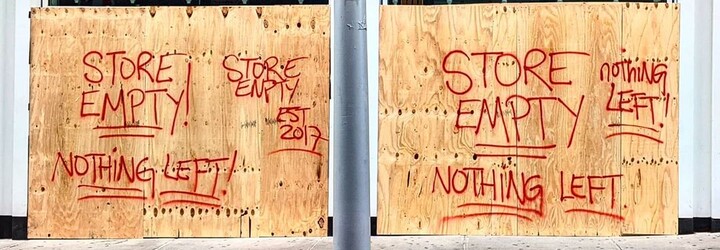 STORE
EMPTY!
NOTHING LEFT!
STORE
EMPTY
EST
2017
STORE
EMPTY
NOTHING LEFT
nothing
LEFT!